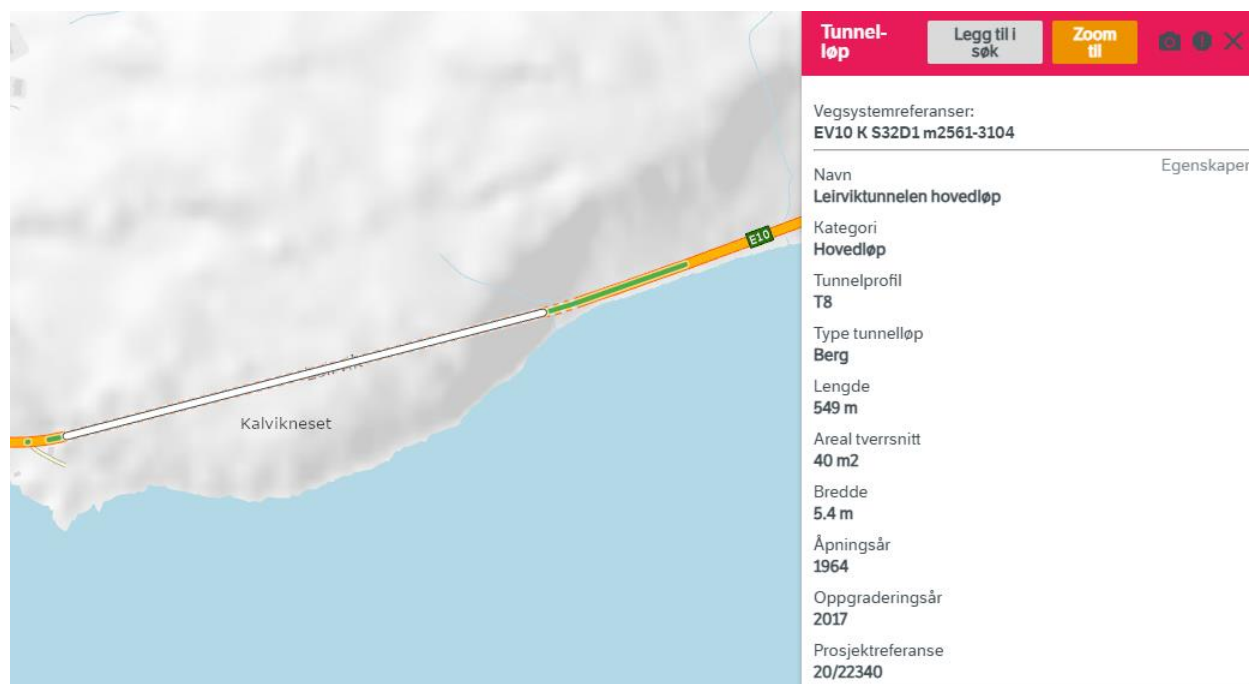 Kalvikneset
E10
Tunnel-
løp
Legg til i
søk
Zoom
til
Vegsystemreferanser:
EV10 K S32D1 m2561-3104
Egenskaper
Navn
Leirviktunnelen hovedløp
Kategori
Hovedløp
Tunnelprofil
T8
Type tunnelløp
Berg
Lengde
549 m
Areal tverrsnitt
40 m2
Bredde
5.4 m
Åpningsår
1964
Oppgraderingsår
2017
Prosjektreferanse
20/22340